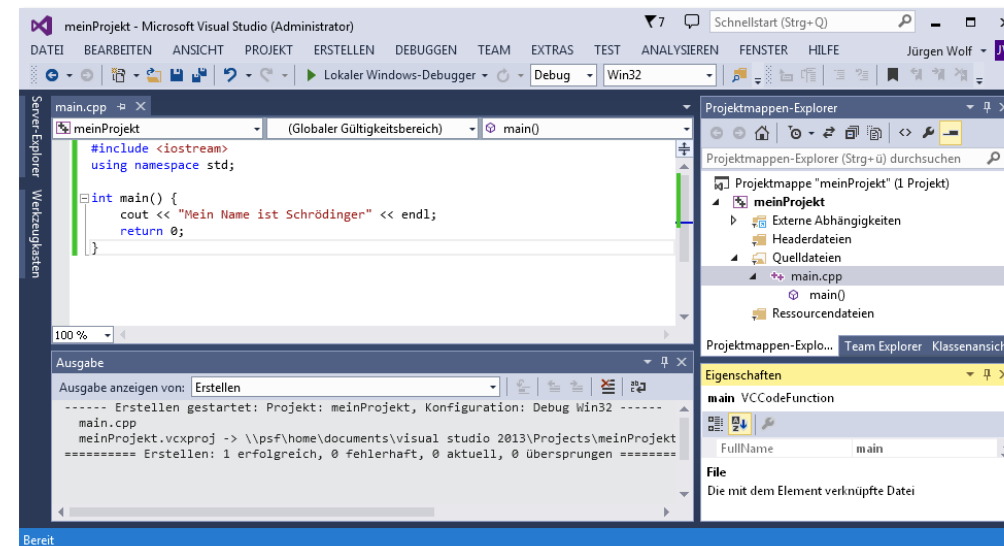 meinProjekt - Microsoft Visual Studio (Administrator) 7 Schnellstart (Strg+Q)
DATEI BEARBEITEN ANSICHT PROJEKT ERSTELLEN DEBUGGEN TEAM EXTRAS TEST ANALYSIEREN FENSTER HILFE Jürgen Wolf
Lokaler Windows-Debugger Debug Win32
Server-Explorer
Werkzeugkasten
main.cpp
meinProjekt (Globaler Gültigkeitsbereich) main()
#include <iostream>
using namespace std;
int main() {
cout << "Mein Name ist Schrödinger" << endl;
return 0;
}
100 %
Ausgabe
Ausgabe anzeigen von: Erstellen
------ Erstellen gestartet: Projekt: meinProjekt, Konfiguration: Debug Win32 ------
main.cpp
meinProjekt.vcxproj -> \\psf\home\documents\visual studio 2013\Projects\meinProjekt
========== Erstellen: 1 erfolgreich, 0 fehlerhaft, 0 aktuell, 0 übersprungen ========
Projektmappen-Explorer
Projektmappen-Explorer (Strg+ü) durchsuchen
Projektmappe "meinProjekt" (1 Projekt)
meinProjekt
Externe Abhängigkeiten
Headerdateien
Quelldateien
main.cpp
main()
Ressourcendateien
Projektmappen-Explo... Team Explorer Klassenansich
Eigenschaften
main VCCodeFunction
FullName main
File
Die mit dem Element verknüpfte Datei
Bereit